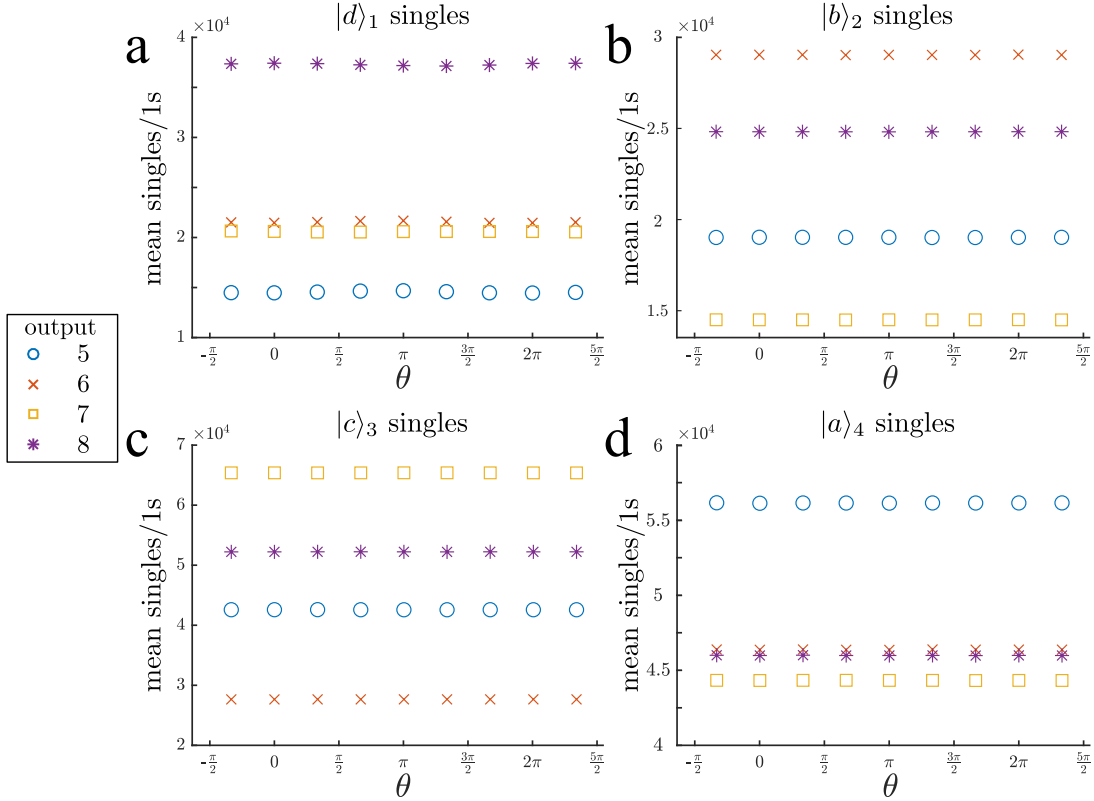 a
|d⟩₁ singles
×10⁴
4
3
2
1
mean singles/1s
-π/2 0 π/2 π 3π/2 2π 5π/2
θ
b
|b⟩₂ singles
×10⁴
3
2.5
2
1.5
mean singles/1s
-π/2 0 π/2 π 3π/2 2π 5π/2
θ
output
5
6
7
8
c
|c⟩₃ singles
×10⁴
7
6
5
4
3
2
mean singles/1s
-π/2 0 π/2 π 3π/2 2π 5π/2
θ
d
|a⟩₄ singles
×10⁴
6
5.5
5
4.5
4
mean singles/1s
-π/2 0 π/2 π 3π/2 2π 5π/2
θ